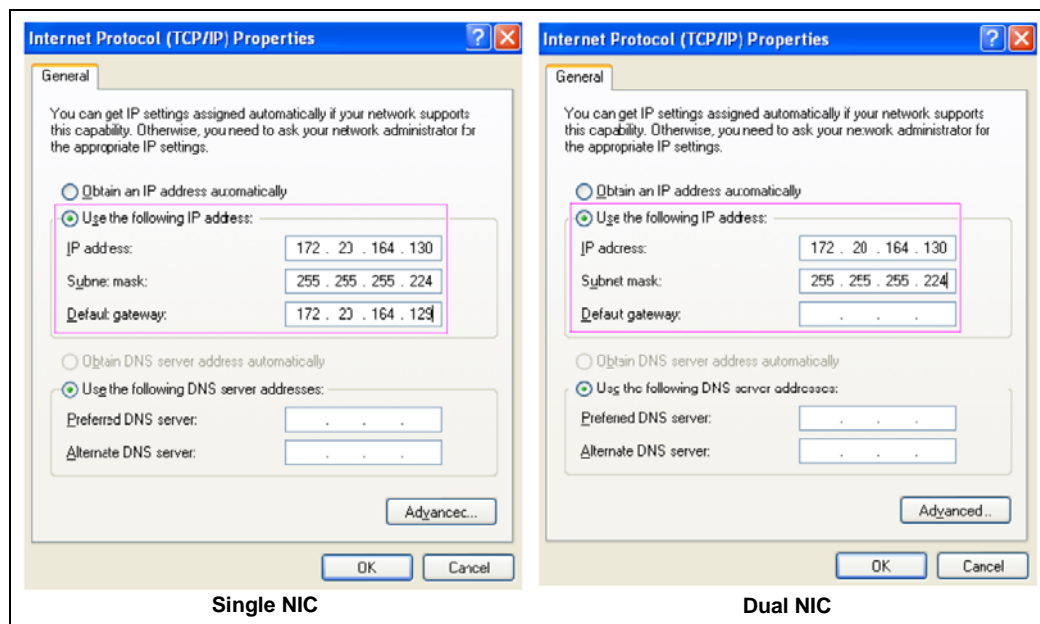 Internet Protocol (TCP/IP) Properties
General
You can get IP settings assigned automatically if your network supports
this capability. Otherwise, you need to ask your network administrator for
the appropriate IP settings.
Obtain an IP address automatically
Use the following IP address:
IP address:
172 . 20 . 164 . 130
Subnet mask:
255 . 255 . 255 . 224
Default gateway:
172 . 20 . 164 . 129
Obtain DNS server address automatically
Use the following DNS server addresses:
Preferred DNS server:
. . .
Alternate DNS server:
. . .
Advanced...
OK
Cancel
Single NIC
Internet Protocol (TCP/IP) Properties
General
You can get IP settings assigned automatically if your network supports
this capability. Otherwise, you need to ask your network administrator for
the appropriate IP settings.
Obtain an IP address automatically
Use the following IP address:
IP address:
172 . 20 . 164 . 130
Subnet mask:
255 . 255 . 255 . 224
Default gateway:
. . .
Obtain DNS server address automatically
Use the following DNS server addresses:
Preferred DNS server:
. . .
Alternate DNS server:
. . .
Advanced...
OK
Cancel
Dual NIC